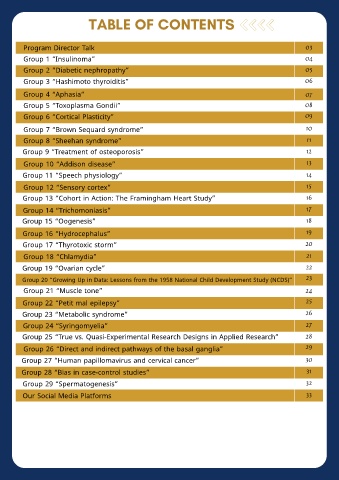 TABLE OF CONTENTS
Program Director Talk 03
Group 1 "Insulinoma" 04
Group 2 "Diabetic nephropathy" 05
Group 3 "Hashimoto thyroiditis" 06
Group 4 "Aphasia" 07
Group 5 "Toxoplasma Gondii" 08
Group 6 "Cortical Plasticity" 09
Group 7 "Brown Sequard syndrome" 10
Group 8 "Sheehan syndrome" 11
Group 9 "Treatment of osteoporosis" 12
Group 10 "Addison disease" 13
Group 11 "Speech physiology" 14
Group 12 "Sensory cortex" 15
Group 13 "Cohort in Action: The Framingham Heart Study" 16
Group 14 "Trichomoniasis" 17
Group 15 "Oogenesis" 18
Group 16 "Hydrocephalus" 19
Group 17 "Thyrotoxic storm" 20
Group 18 "Chlamydia" 21
Group 19 "Ovarian cycle" 22
Group 20 "Growing Up in Data: Lessons from the 1958 National Child Development Study (NCDS)" 23
Group 21 "Muscle tone" 24
Group 22 "Petit mal epilepsy" 25
Group 23 "Metabolic syndrome" 26
Group 24 "Syringomyelia" 27
Group 25 "True vs. Quasi-Experimental Research Designs in Applied Research" 28
Group 26 "Direct and indirect pathways of the basal ganglia" 29
Group 27 "Human papillomavirus and cervical cancer" 30
Group 28 "Bias in case-control studies" 31
Group 29 "Spermatogenesis" 32
Our Social Media Platforms 33